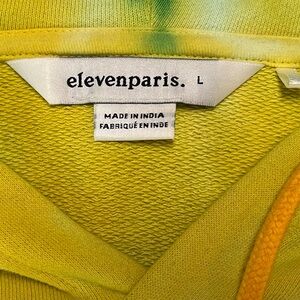 elevenparis. L
MADE IN INDIA
FABRIQUÉ EN INDE